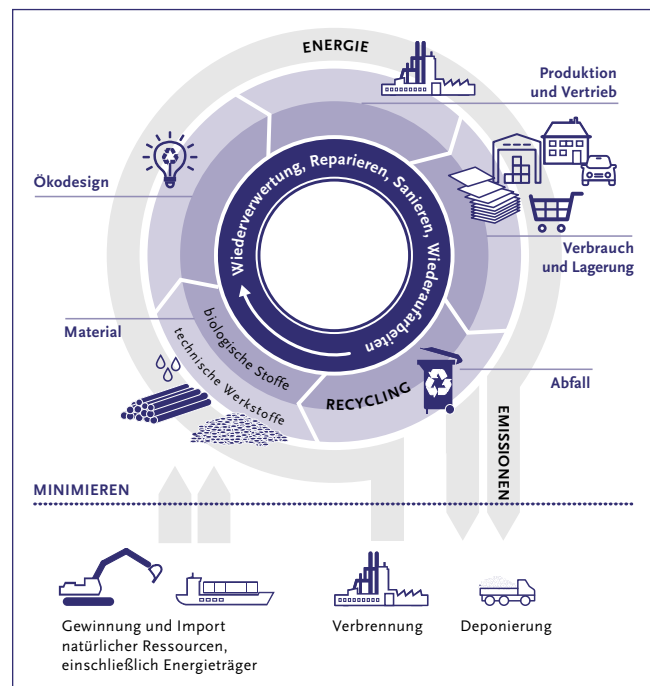 ENERGIE
Produktion
und Vertrieb
Ökodesign
Wiederverwertung, Reparieren, Sanieren, Wiederaufarbeiten
Verbrauch
und Lagerung
Material
biologische Stoffe
technische Werkstoffe
RECYCLING
Abfall
EMISSIONEN
MINIMIEREN
Gewinnung und Import
natürlicher Ressourcen,
einschließlich Energieträger
Verbrennung
Deponierung